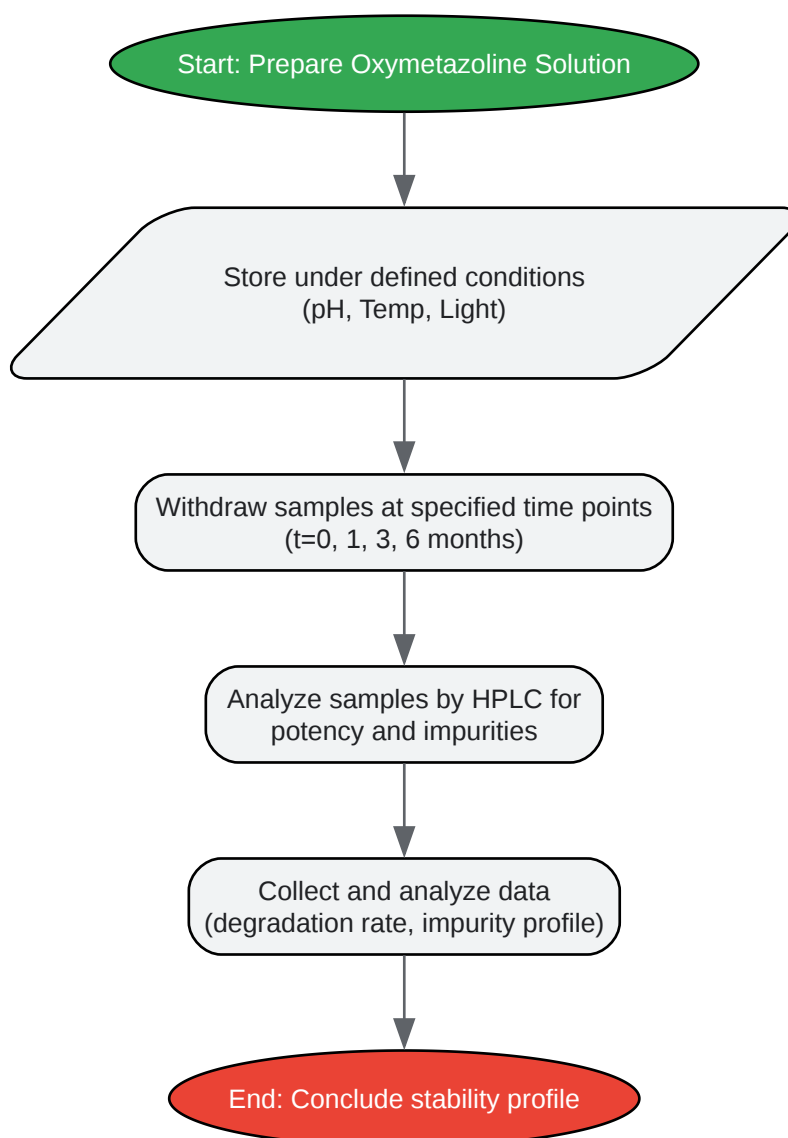 Start: Prepare Oxymetazoline Solution
Store under defined conditions
(pH, Temp, Light)
Withdraw samples at specified time points
(t=0, 1, 3, 6 months)
Analyze samples by HPLC for
potency and impurities
Collect and analyze data
(degradation rate, impurity profile)
End: Conclude stability profile